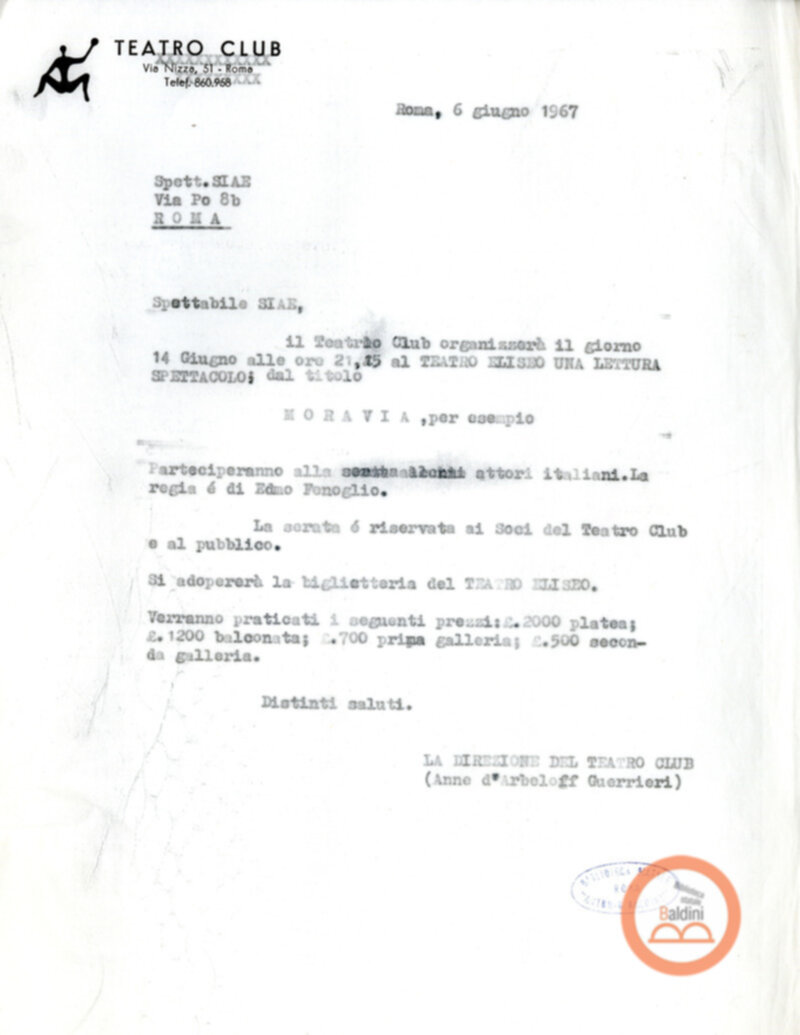 TEATRO CLUB
Via Nizza, 51 - Roma
Telef. 860.968
Roma, 6 giugno 1967
Spett.SIAE
Via Po 8b
R O M A
Spettabile SIAE,
il Teatrio Club organizzerà il giorno
14 Giugno alle ore 21,15 al TEATRO ELISEO UNA LETTURA
SPETTACOLO; dal titolo
M O R A V I A ,per esempio
Parteciperanno alla serata alcuni attori italiani.La
regia é di Edmo Fenoglio.
La serata é riservata ai Soci del Teatro Club
e al pubblico.
Si adopererà la biglietteria del TEATRO ELISEO.
Verranno praticati i seguenti prezzi:£.2000 platea;
£.1200 balconata; £.700 prima galleria; £.500 secon-
da galleria.
Distinti saluti.
LA DIREZIONE DEL TEATRO CLUB
(Anne d'Arbeloff Guerrieri)
BIBLIOTECA
ROMA
Biblioteca
statale
Baldini